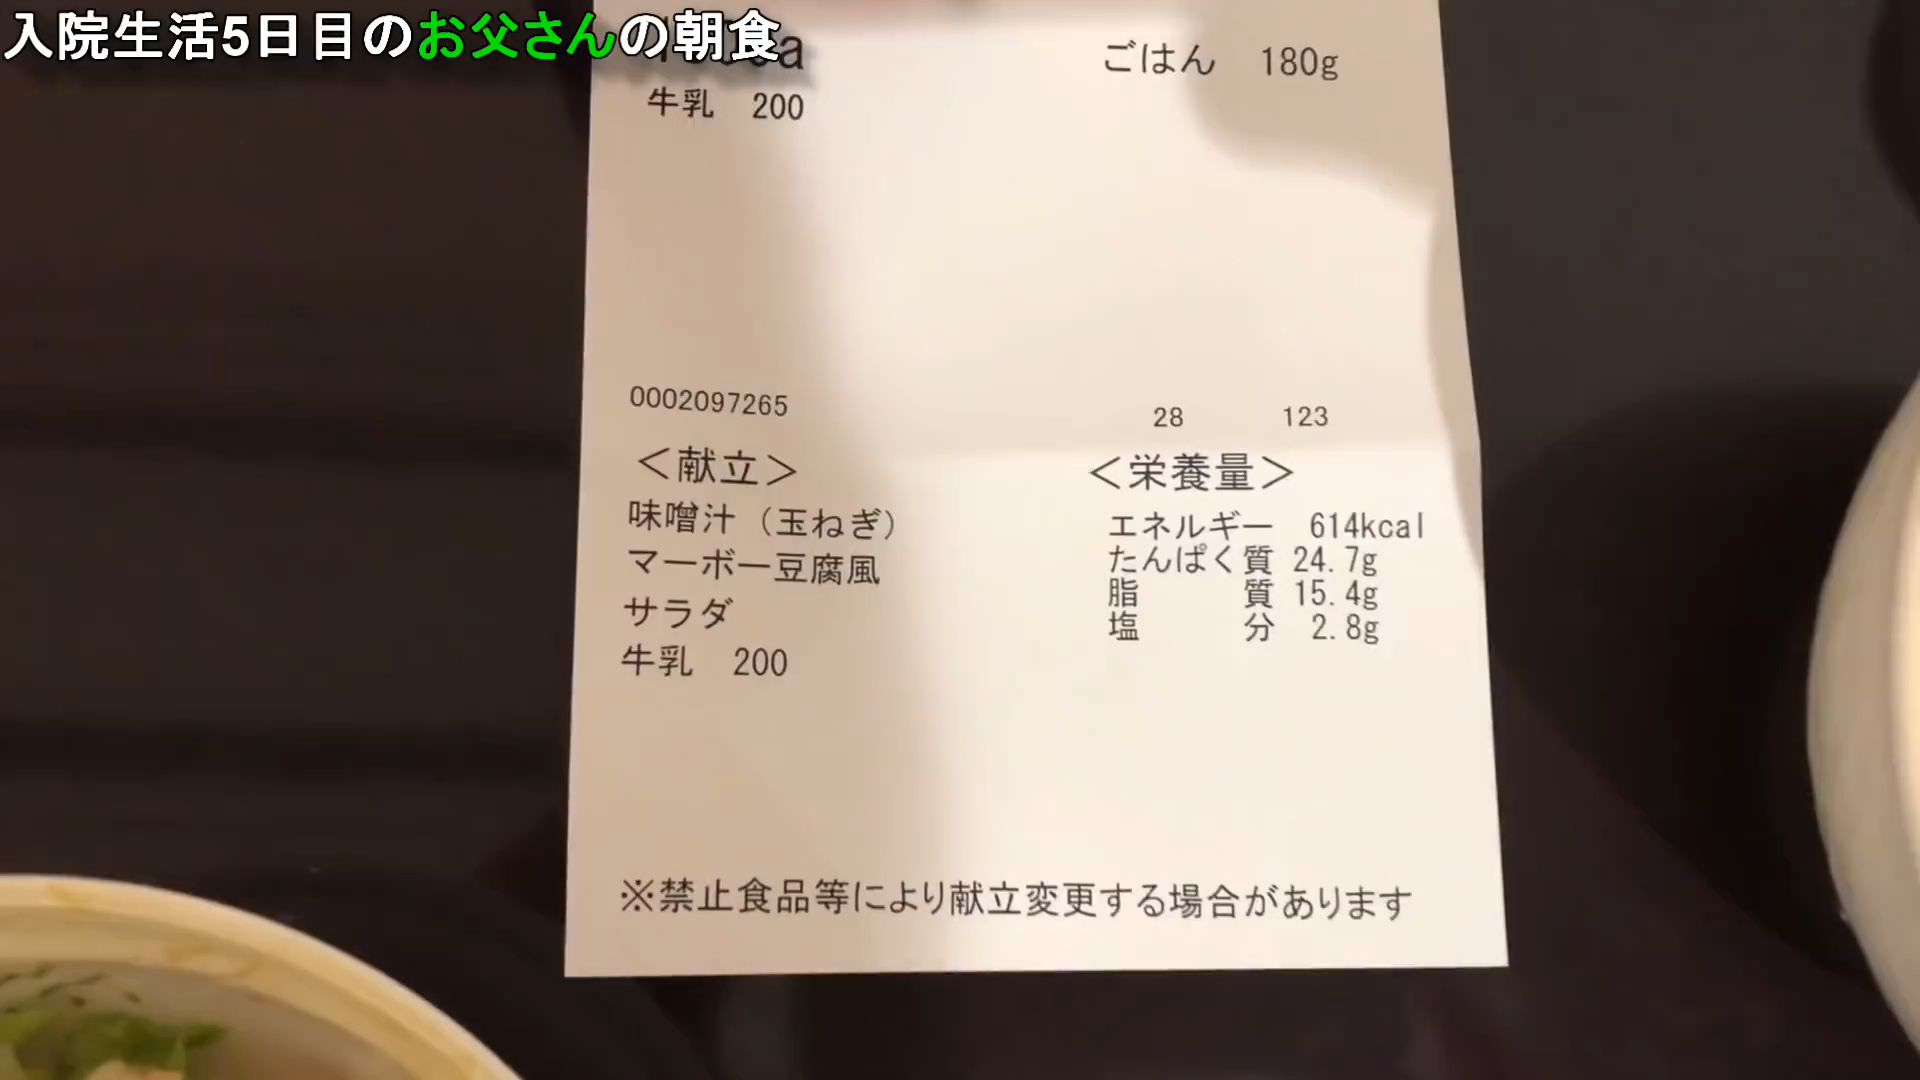 入院生活5日目のお父さんの朝食
ごはん 180g
牛乳 200
0002097265 28 123
＜献立＞
味噌汁（玉ねぎ）
マーボー豆腐風
サラダ
牛乳 200
＜栄養量＞
エネルギー 614kcal
たんぱく質 24.7g
脂 質 15.4g
塩 分 2.8g
※禁止食品等により献立変更する場合があります